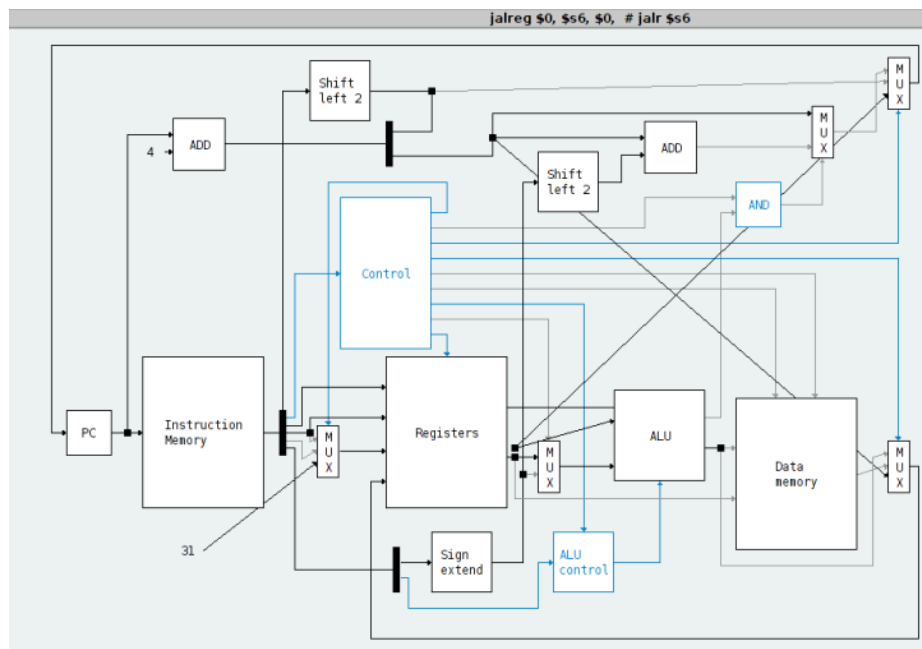 jalreg $0, $s6, $0, # jalr $s6
Shift
left 2
M
U
X
4
ADD
M
U
X
ADD
Shift
left 2
AND
Control
PC
Instruction
Memory
M
U
X
Registers
M
U
X
ALU
Data
memory
M
U
X
31
Sign
extend
ALU
control